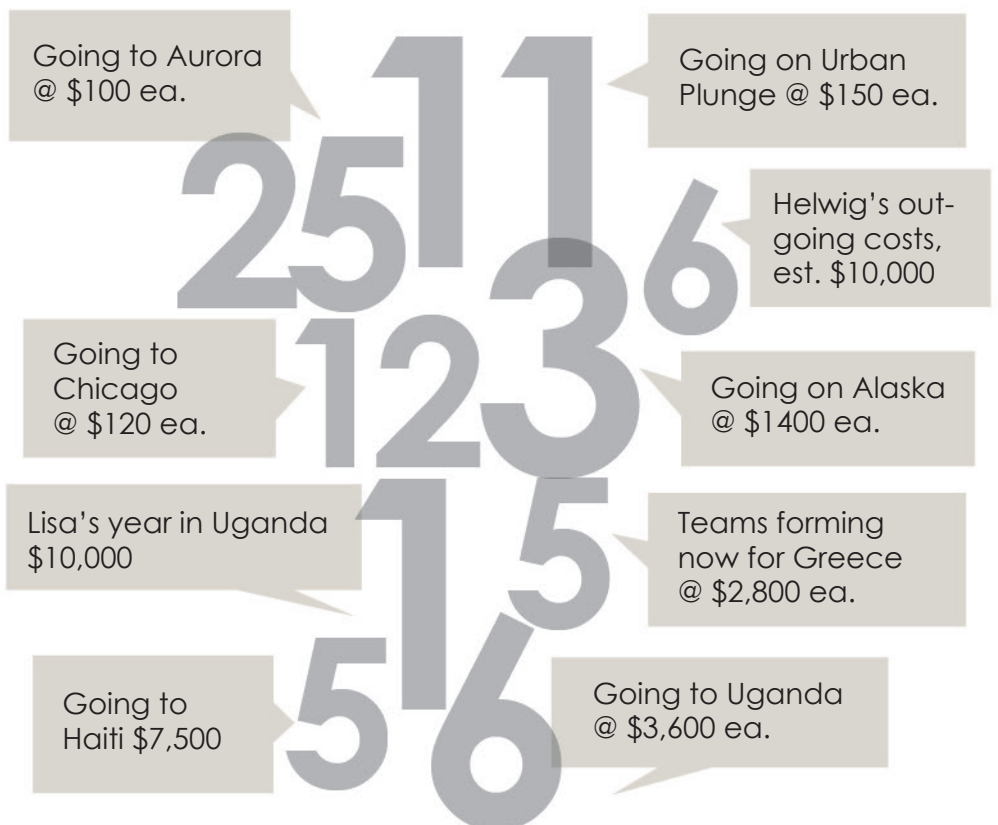 Going to Aurora
@ $100 ea.
25
11
Going on Urban
Plunge @ $150 ea.
6
Helwig's out-
going costs,
est. $10,000
Going to
Chicago
@ $120 ea.
12
3
Going on Alaska
@ $1400 ea.
Lisa's year in Uganda
$10,000
1
5
Teams forming
now for Greece
@ $2,800 ea.
Going to
Haiti $7,500
5
6
Going to Uganda
@ $3,600 ea.